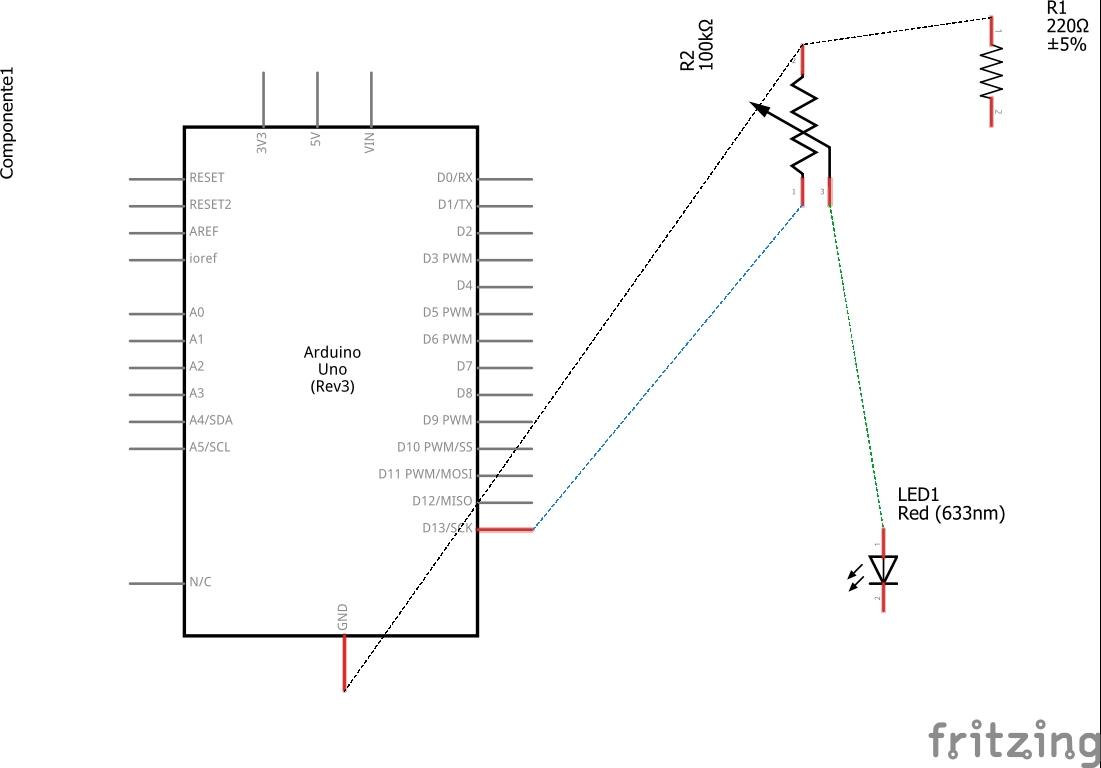 Componente1
R2
100kΩ
R1
220Ω
±5%
1
2
1
3
3V3
5V
VIN
RESET
RESET2
AREF
ioref
A0
A1
A2
A3
A4/SDA
A5/SCL
N/C
Arduino
Uno
(Rev3)
D0/RX
D1/TX
D2
D3 PWM
D4
D5 PWM
D6 PWM
D7
D8
D9 PWM
D10 PWM/SS
D11 PWM/MOSI
D12/MISO
D13/SCK
GND
LED1
Red (633nm)
1
2
fritzing